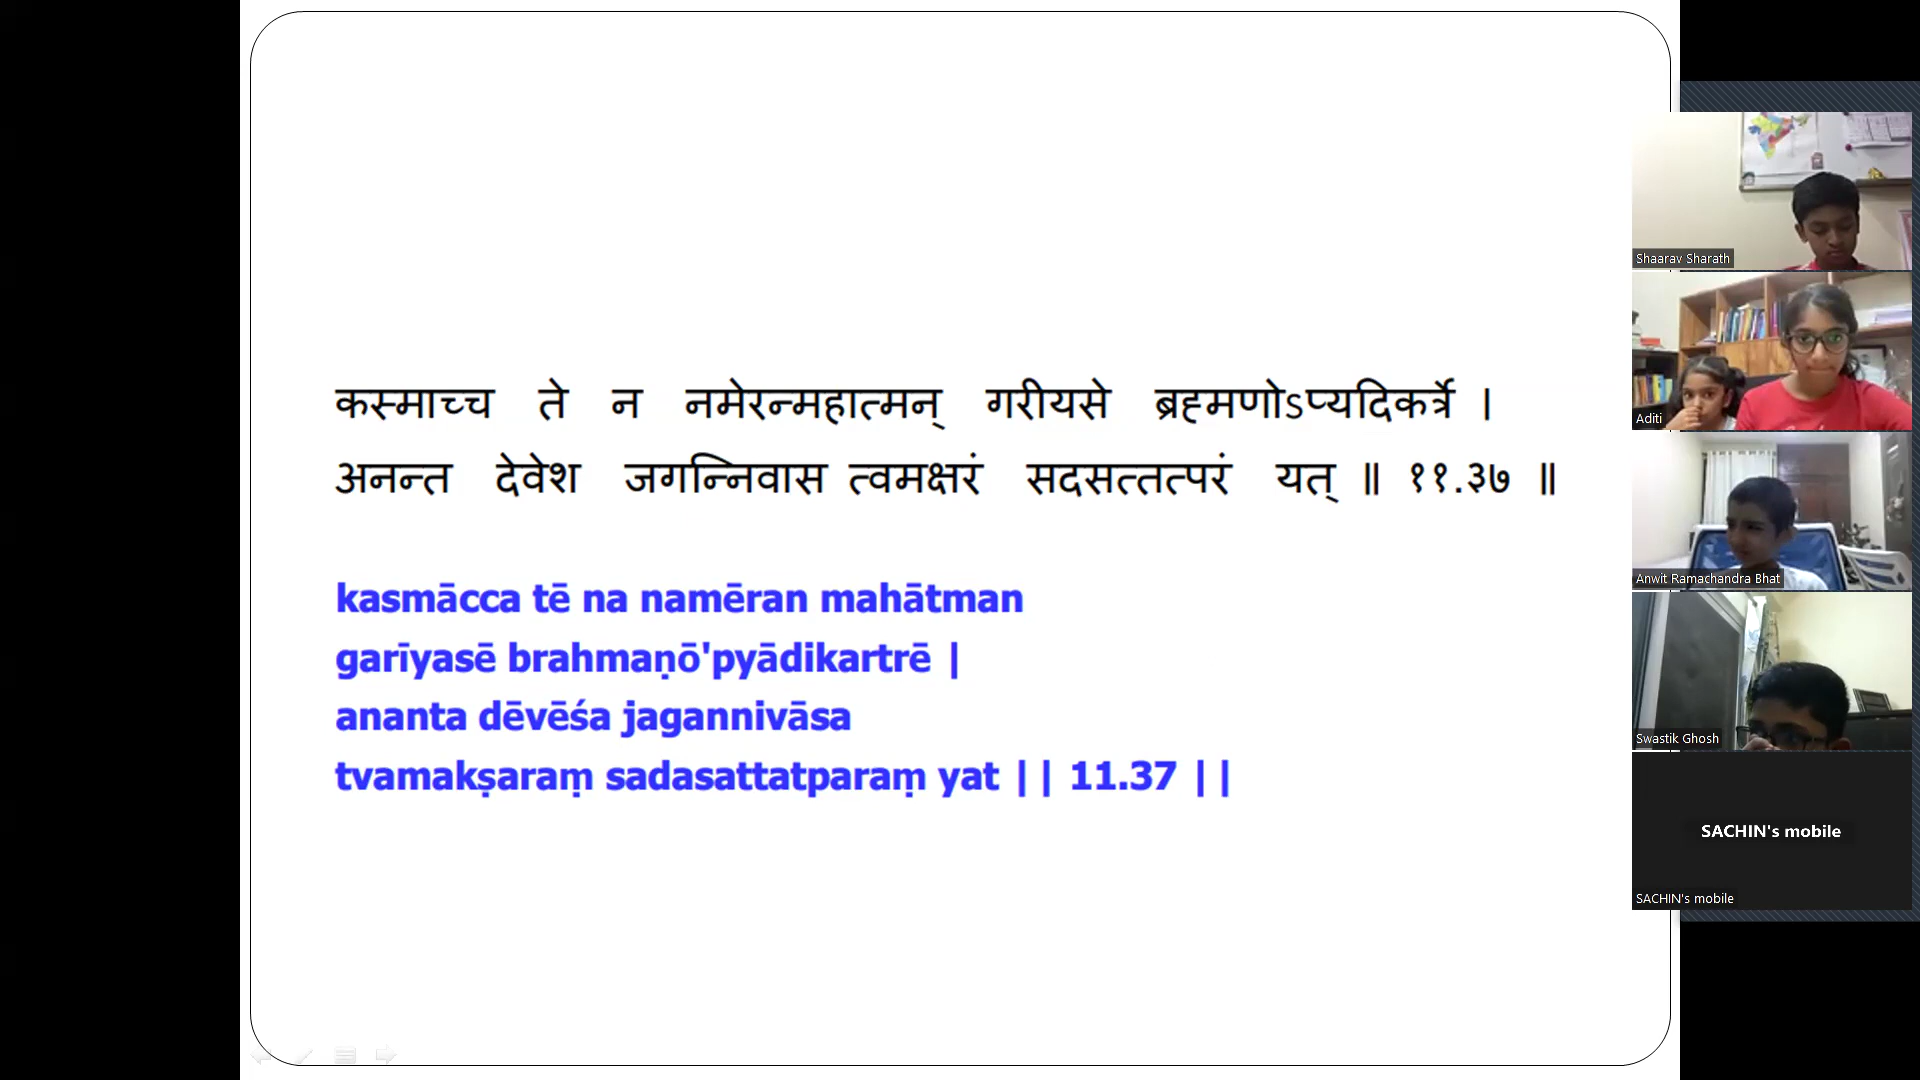 कस्माच्च ते न नमेरन्महात्मन् गरीयसे ब्रह्मणोऽप्यदिकर्त्रे ।
अनन्त देवेश जगन्निवास त्वमक्षरं सदसत्तत्परं यत् ॥ ११.३७ ॥
kasmācca tē na namēran mahātman
garīyasē brahmaṇō'pyādikartrē |
ananta dēvēśa jagannivāsa
tvamakṣaraṃ sadasattatparaṃ yat || 11.37 ||
Shaarav Sharath
Aditi
Anwit Ramachandra Bhat
Swastik Ghosh
SACHIN's mobile
SACHIN's mobile